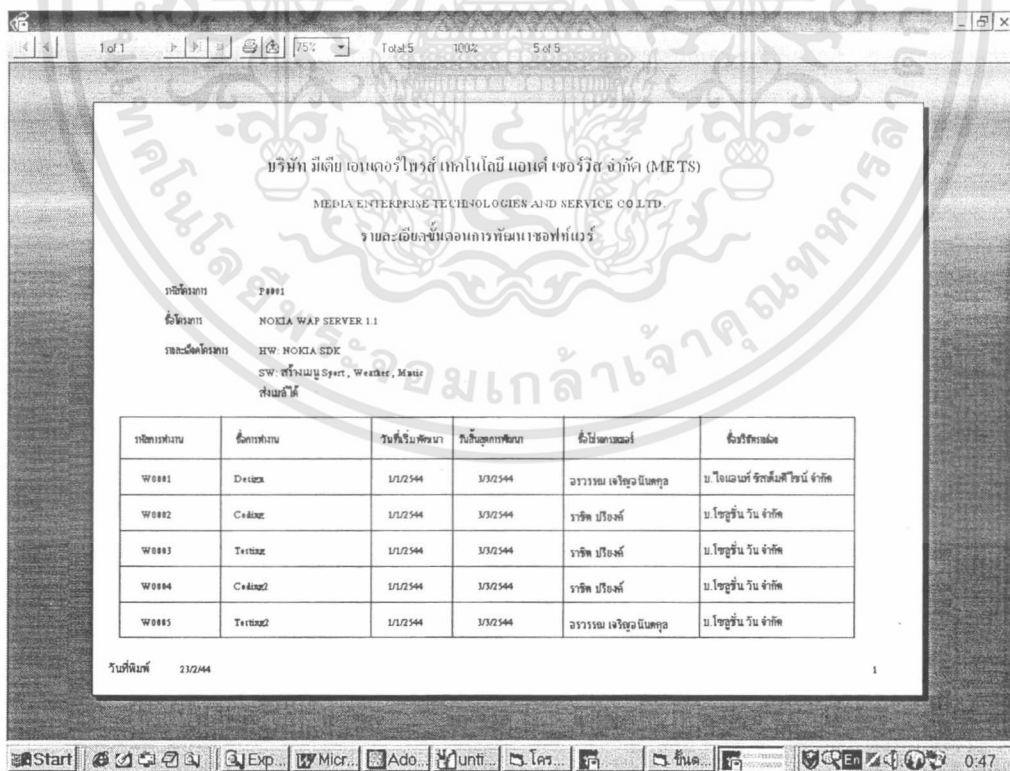 1 of 1 75% Total:5 100% 5 of 5
บริษัท มีเดีย เอนเตอร์ไพรส์ เทคโนโลยี แอนด์ เซอร์วิส จำกัด (METS)
MEDIA ENTERPRISE TECHNOLOGIES AND SERVICE CO.LTD.
รายละเอียดขั้นตอนการพัฒนาซอฟท์แวร์
รหัสโครงการ P0001
ชื่อโครงการ NOKIA WAP SERVER 1.1
รายละเอียดโครงการ HW: NOKIA SDK
SW: สร้างเมนู Sport , Weather , Music
ส่งเมล์ได้
รหัสการทำงาน ชื่อการทำงาน วันที่เริ่มพัฒนา วันสิ้นสุดการพัฒนา ชื่อโปรแกรมเมอร์ ชื่อบริษัทรายย่อย
W0001 Design 1/1/2544 3/3/2544 อรวรรณ เจริญอนันตกุล บ.ไจแอนท์ ซิสเต็มดีไซน์ จำกัด
W0002 Coding 1/1/2544 3/3/2544 ราชิต ปรียงค์ บ.โซลูชั่น วัน จำกัด
W0003 Testing 1/1/2544 3/3/2544 ราชิต ปรียงค์ บ.โซลูชั่น วัน จำกัด
W0004 Coding2 1/1/2544 3/3/2544 ราชิต ปรียงค์ บ.โซลูชั่น วัน จำกัด
W0005 Testing2 1/1/2544 3/3/2544 อรวรรณ เจริญอนันตกุล บ.โซลูชั่น วัน จำกัด
วันที่พิมพ์ 23/2/44 1
Start Exp... Micr... Ado... unti... โคร... ขั้นต... En 0:47